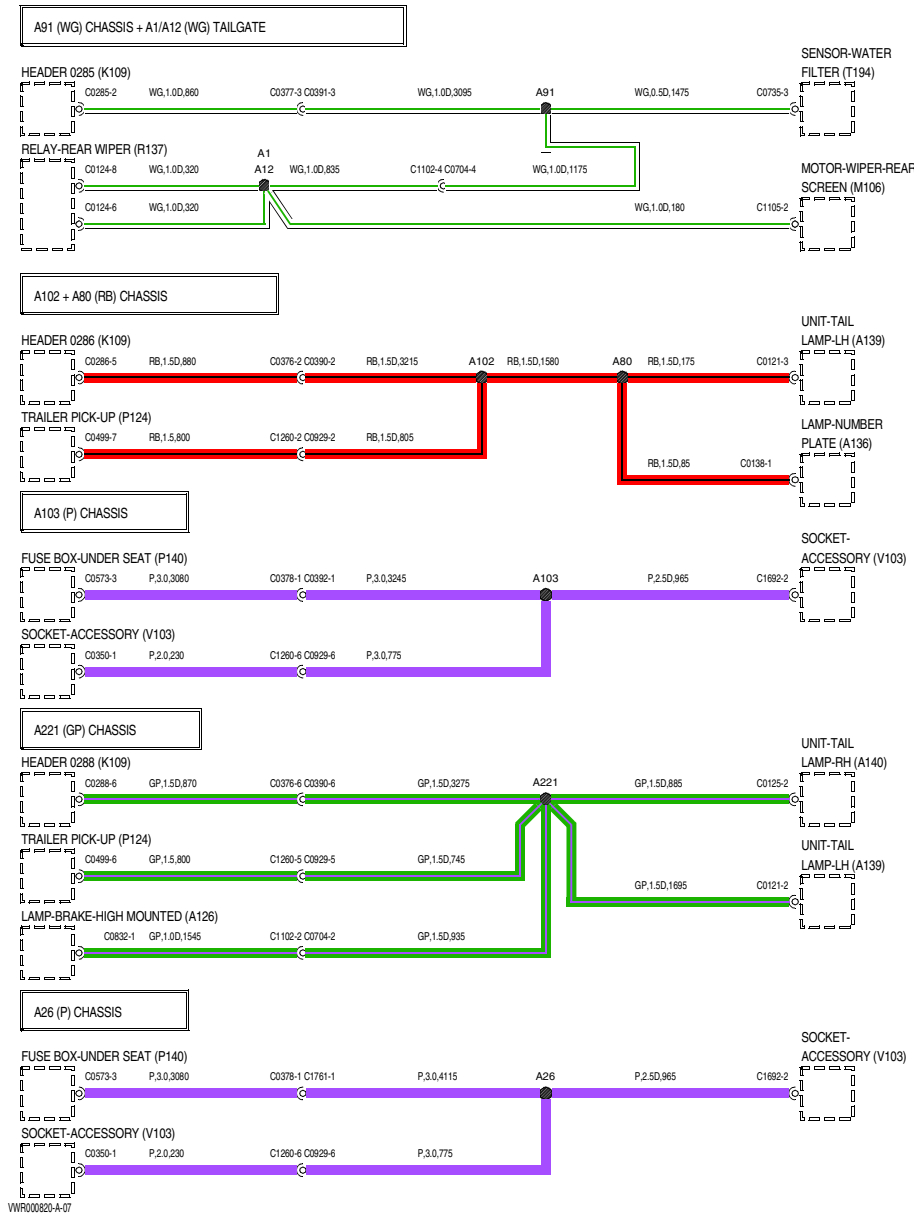 A91 (WG) CHASSIS + A1/A12 (WG) TAILGATE
HEADER 0285 (K109)
SENSOR-WATER
FILTER (T194)
C0285-2 WG,1.0D,860 C0377-3 C0391-3 WG,1.0D,3095 A91 WG,0.5D,1475 C0735-3
RELAY-REAR WIPER (R137)
MOTOR-WIPER-REAR
SCREEN (M106)
A1
C0124-8 WG,1.0D,320 A12 WG,1.0D,835 C1102-4 C0704-4 WG,1.0D,1175
C0124-6 WG,1.0D,320 WG,1.0D,180 C1105-2
A102 + A80 (RB) CHASSIS
HEADER 0286 (K109)
UNIT-TAIL
LAMP-LH (A139)
C0286-5 RB,1.5D,880 C0376-2 C0390-2 RB,1.5D,3215 A102 RB,1.5D,1580 A80 RB,1.5D,175 C0121-3
TRAILER PICK-UP (P124)
LAMP-NUMBER
PLATE (A136)
C0499-7 RB,1.5,800 C1260-2 C0929-2 RB,1.5D,805
RB,1.5D,85 C0138-1
A103 (P) CHASSIS
FUSE BOX-UNDER SEAT (P140)
SOCKET-
ACCESSORY (V103)
C0573-3 P,3.0,3080 C0378-1 C0392-1 P,3.0,3245 A103 P,2.5D,965 C1692-2
SOCKET-ACCESSORY (V103)
C0350-1 P,2.0,230 C1260-6 C0929-6 P,3.0,775
A221 (GP) CHASSIS
HEADER 0288 (K109)
UNIT-TAIL
LAMP-RH (A140)
C0288-6 GP,1.5D,870 C0376-6 C0390-6 GP,1.5D,3275 A221 GP,1.5D,885 C0125-2
TRAILER PICK-UP (P124)
UNIT-TAIL
LAMP-LH (A139)
C0499-6 GP,1.5,800 C1260-5 C0929-5 GP,1.5D,745
GP,1.5D,1695 C0121-2
LAMP-BRAKE-HIGH MOUNTED (A126)
C0832-1 GP,1.0D,1545 C1102-2 C0704-2 GP,1.5D,935
A26 (P) CHASSIS
FUSE BOX-UNDER SEAT (P140)
SOCKET-
ACCESSORY (V103)
C0573-3 P,3.0,3080 C0378-1 C1761-1 P,3.0,4115 A26 P,2.5D,965 C1692-2
SOCKET-ACCESSORY (V103)
C0350-1 P,2.0,230 C1260-6 C0929-6 P,3.0,775
VWR000820-A-07